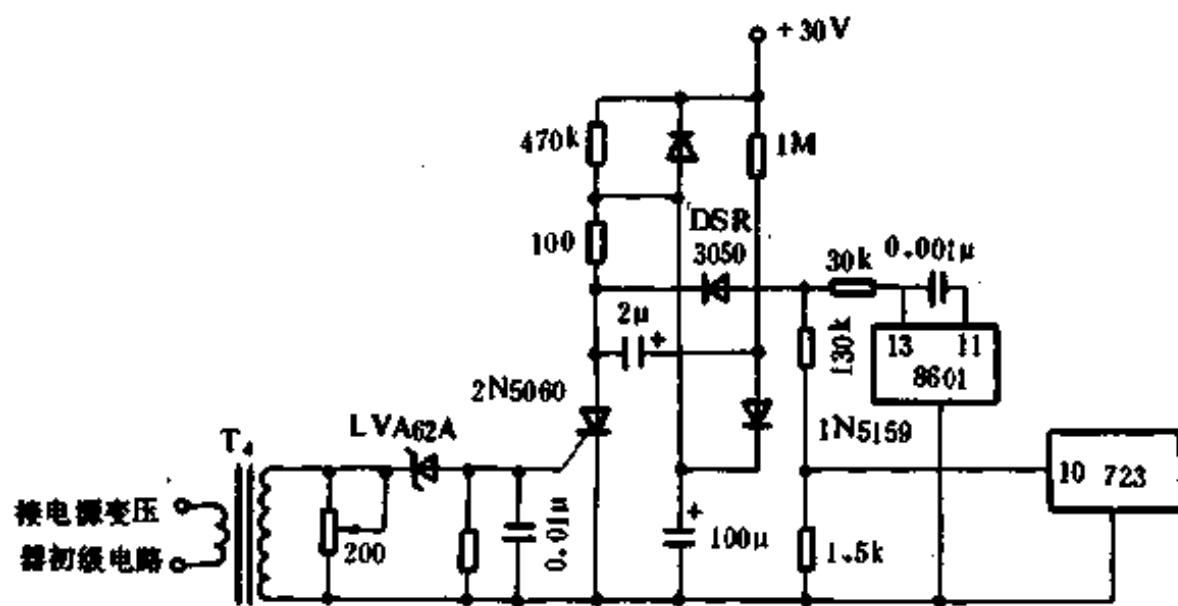 +30V
470k
1M
100
DSR
3050
30k
0.001μ
2μ
+
130k
13
11
8601
2N5060
1N5159
LVA62A
T4
10
723
接电源变压
器初级电路
200
0.01μ
+
100μ
1.5k